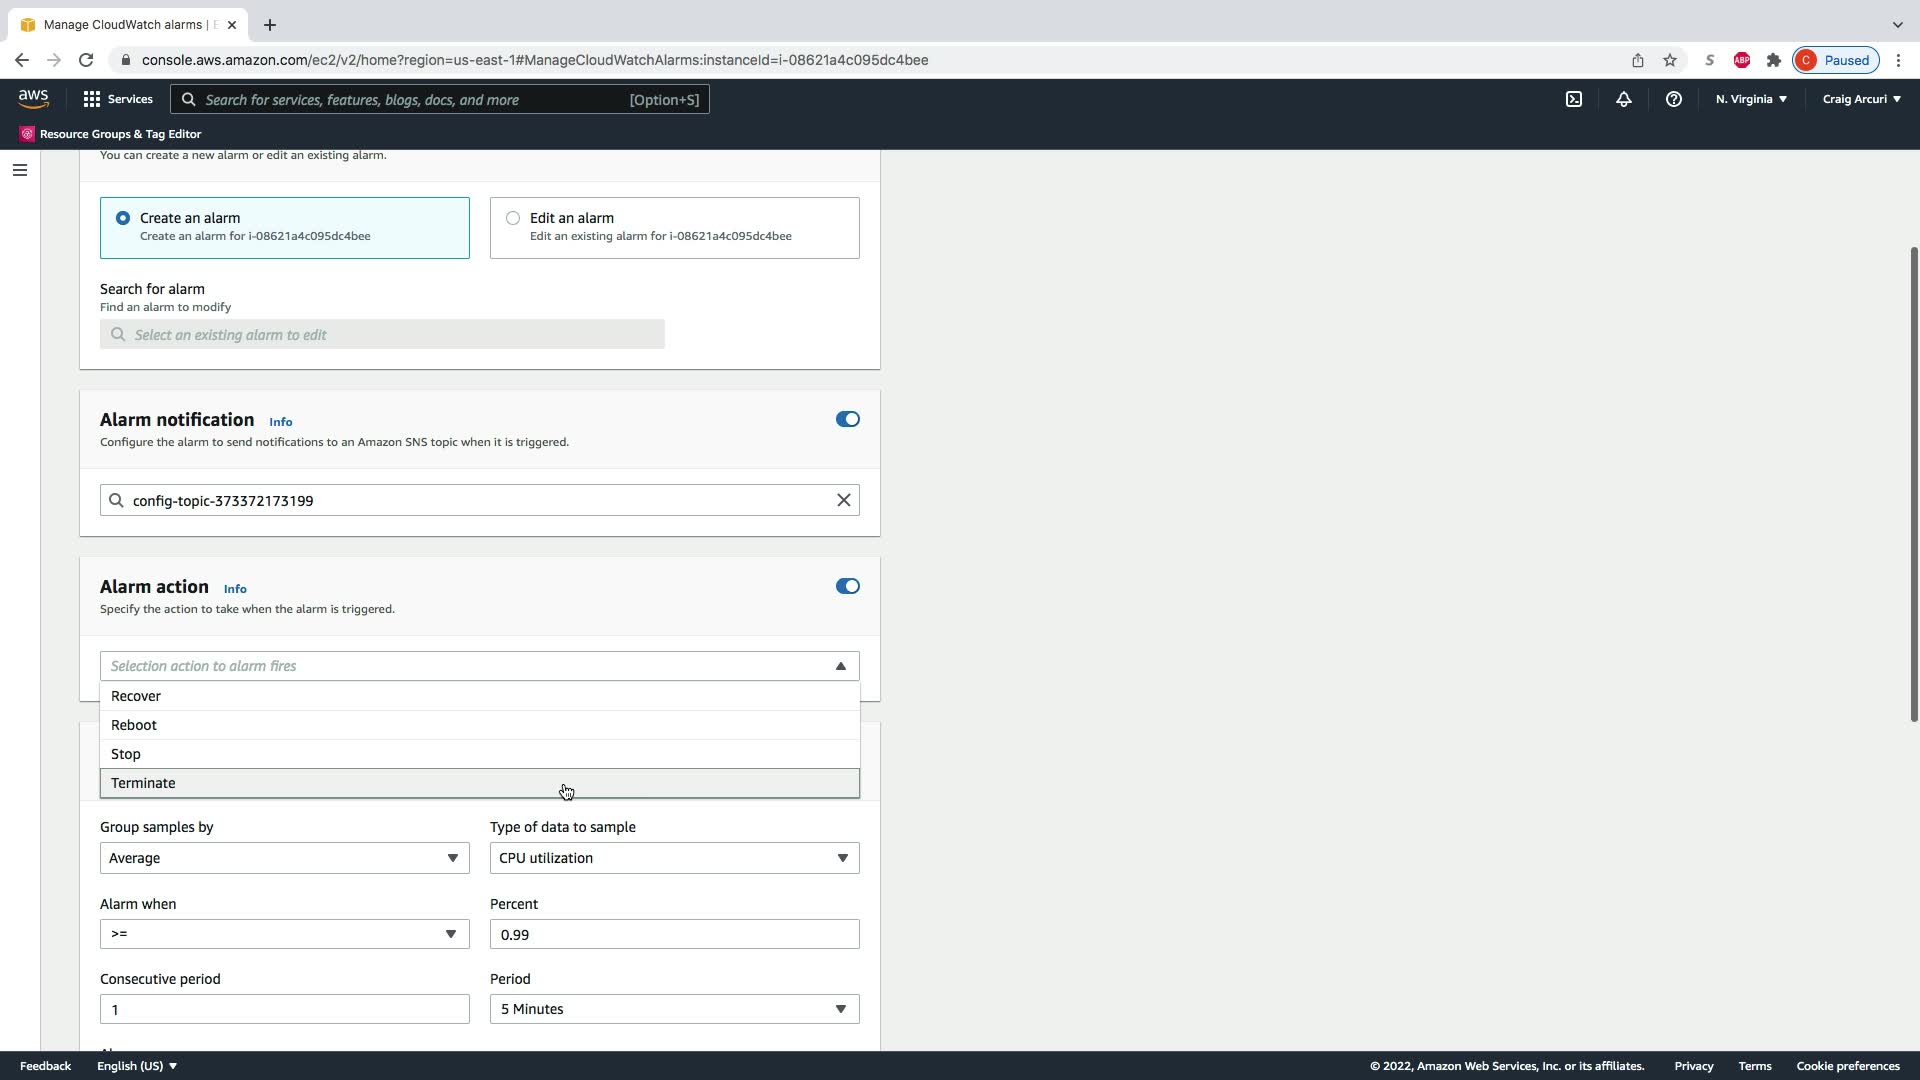 Manage CloudWatch alarms | E
console.aws.amazon.com/ec2/v2/home?region=us-east-1#ManageCloudWatchAlarms:instanceId=i-08621a4c095dc4bee
S
ABP
C Paused
aws
Services
Search for services, features, blogs, docs, and more [Option+S]
N. Virginia
Craig Arcuri
Resource Groups & Tag Editor
You can create a new alarm or edit an existing alarm.
Create an alarm
Create an alarm for i-08621a4c095dc4bee
Edit an alarm
Edit an existing alarm for i-08621a4c095dc4bee
Search for alarm
Find an alarm to modify
Select an existing alarm to edit
Alarm notification Info
Configure the alarm to send notifications to an Amazon SNS topic when it is triggered.
config-topic-373372173199
Alarm action Info
Specify the action to take when the alarm is triggered.
Selection action to alarm fires
Recover
Reboot
Stop
Terminate
Group samples by
Average
Type of data to sample
CPU utilization
Alarm when
>=
Percent
0.99
Consecutive period
1
Period
5 Minutes
Feedback
English (US)
© 2022, Amazon Web Services, Inc. or its affiliates.
Privacy
Terms
Cookie preferences